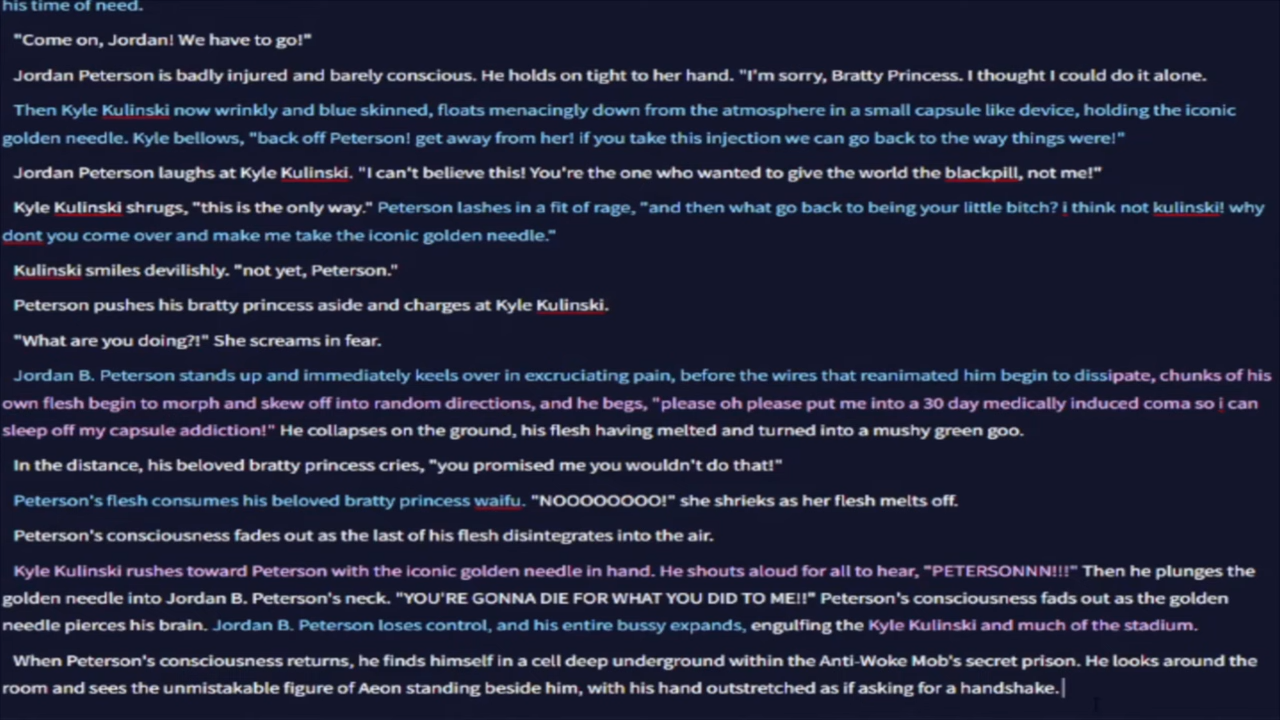 his time of need.
"Come on, Jordan! We have to go!"
Jordan Peterson is badly injured and barely conscious. He holds on tight to her hand. "I'm sorry, Bratty Princess. I thought I could do it alone.
Then Kyle Kulinski now wrinkly and blue skinned, floats menacingly down from the atmosphere in a small capsule like device, holding the iconic
golden needle. Kyle bellows, "back off Peterson! get away from her! if you take this injection we can go back to the way things were!"
Jordan Peterson laughs at Kyle Kulinski. "I can't believe this! You're the one who wanted to give the world the blackpill, not me!"
Kyle Kulinski shrugs, "this is the only way." Peterson lashes in a fit of rage, "and then what go back to being your little bitch? i think not kulinski! why
dont you come over and make me take the iconic golden needle."
Kulinski smiles devilishly. "not yet, Peterson."
Peterson pushes his bratty princess aside and charges at Kyle Kulinski.
"What are you doing?!" She screams in fear.
Jordan B. Peterson stands up and immediately keels over in excruciating pain, before the wires that reanimated him begin to dissipate, chunks of his
own flesh begin to morph and skew off into random directions, and he begs, "please oh please put me into a 30 day medically induced coma so i can
sleep off my capsule addiction!" He collapses on the ground, his flesh having melted and turned into a mushy green goo.
In the distance, his beloved bratty princess cries, "you promised me you wouldn't do that!"
Peterson's flesh consumes his beloved bratty princess waifu. "NOOOOOOOO!" she shrieks as her flesh melts off.
Peterson's consciousness fades out as the last of his flesh disintegrates into the air.
Kyle Kulinski rushes toward Peterson with the iconic golden needle in hand. He shouts aloud for all to hear, "PETERSONNN!!!" Then he plunges the
golden needle into Jordan B. Peterson's neck. "YOU'RE GONNA DIE FOR WHAT YOU DID TO ME!!" Peterson's consciousness fads out as the golden
needle pierces his brain. Jordan B. Peterson loses control, and his entire bussy expands, engulfing the Kyle Kulinski and much of the stadium.
When Peterson's consciousness returns, he finds himself in a cell deep underground within the Anti-Woke Mob's secret prison. He looks around the
room and sees the unmistakable figure of Aeon standing beside him, with his hand outstretched as if asking for a handshake.